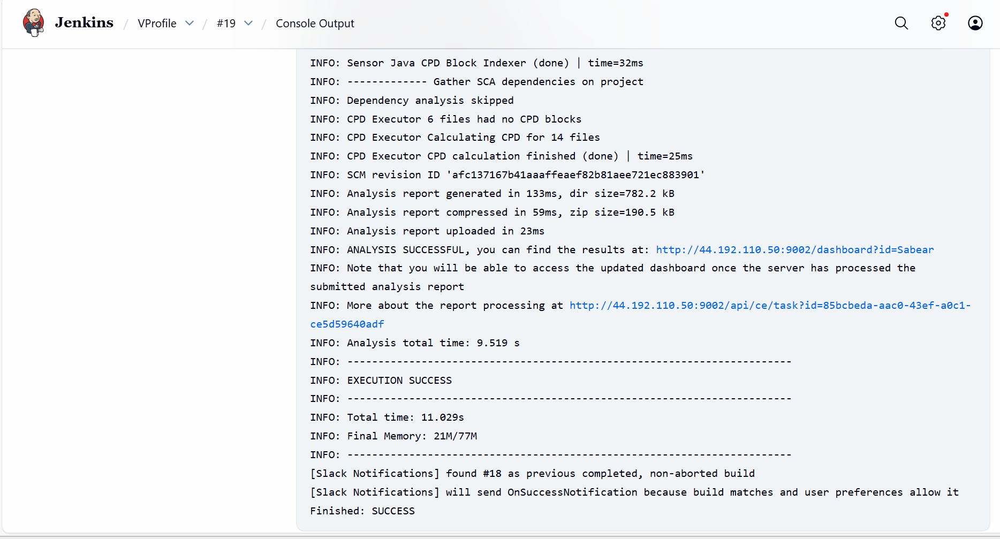 Jenkins / VProfile / #19 / Console Output
INFO: Sensor Java CPD Block Indexer (done) | time=32ms
INFO: ------------- Gather SCA dependencies on project
INFO: Dependency analysis skipped
INFO: CPD Executor 6 files had no CPD blocks
INFO: CPD Executor Calculating CPD for 14 files
INFO: CPD Executor CPD calculation finished (done) | time=25ms
INFO: SCM revision ID 'afc137167b41aaaffeaef82b81aee721ec883901'
INFO: Analysis report generated in 133ms, dir size=782.2 kB
INFO: Analysis report compressed in 59ms, zip size=190.5 kB
INFO: Analysis report uploaded in 23ms
INFO: ANALYSIS SUCCESSFUL, you can find the results at: http://44.192.110.50:9002/dashboard?id=Sabear
INFO: Note that you will be able to access the updated dashboard once the server has processed the
submitted analysis report
INFO: More about the report processing at http://44.192.110.50:9002/api/ce/task?id=85bcbeda-aac0-43ef-a0c1-
ce5d59640adf
INFO: Analysis total time: 9.519 s
INFO: ------------------------------------------------------------------------
INFO: EXECUTION SUCCESS
INFO: ------------------------------------------------------------------------
INFO: Total time: 11.029s
INFO: Final Memory: 21M/77M
INFO: ------------------------------------------------------------------------
[Slack Notifications] found #18 as previous completed, non-aborted build
[Slack Notifications] will send OnSuccessNotification because build matches and user preferences allow it
Finished: SUCCESS